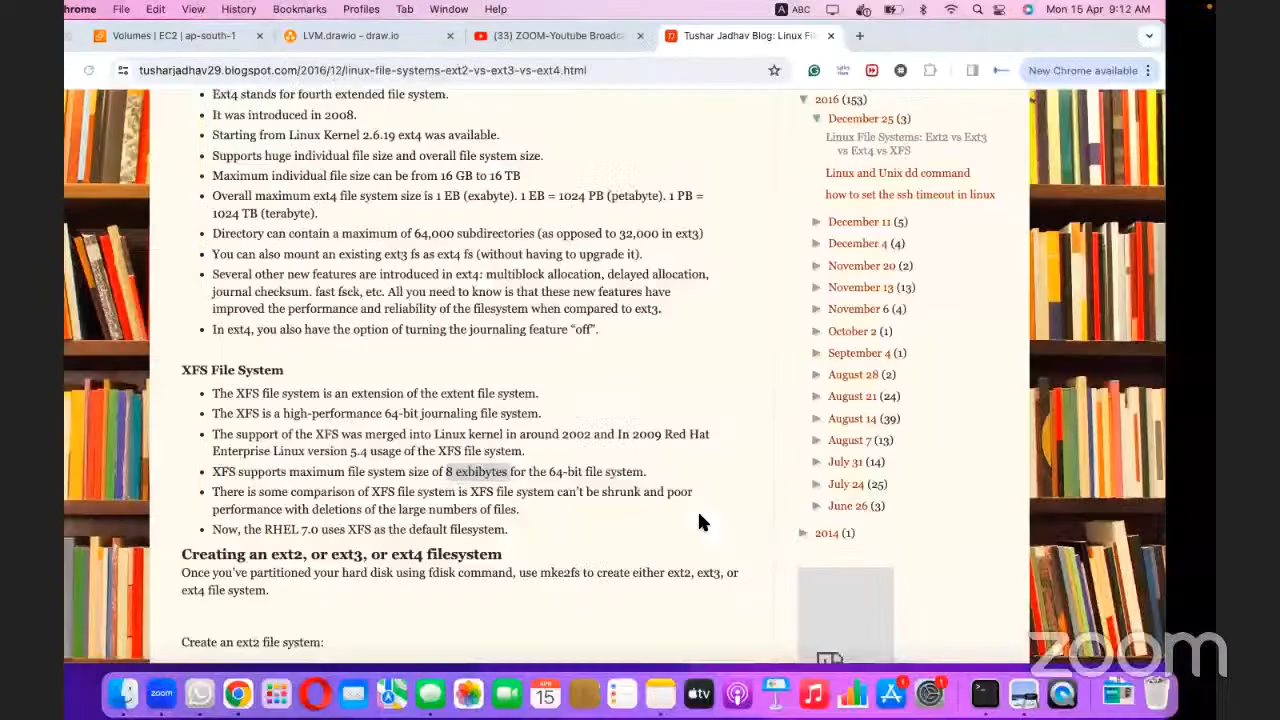 hrome File Edit View History Bookmarks Profiles Tab Window Help A ABC Mon 15 Apr 9:12 AM
Volumes | EC2 | ap-south-1 LVM.drawio - draw.io (33) ZOOM-Youtube Broadc Tushar Jadhav Blog: Linux Fi
tusharjadhav29.blogspot.com/2016/12/linux-file-systems-ext2-vs-ext3-vs-ext4.html New Chrome available
Ext4 stands for fourth extended file system.
It was introduced in 2008.
Starting from Linux Kernel 2.6.19 ext4 was available.
Supports huge individual file size and overall file system size.
Maximum individual file size can be from 16 GB to 16 TB
Overall maximum ext4 file system size is 1 EB (exabyte). 1 EB = 1024 PB (petabyte). 1 PB =
1024 TB (terabyte).
Directory can contain a maximum of 64,000 subdirectories (as opposed to 32,000 in ext3)
You can also mount an existing ext3 fs as ext4 fs (without having to upgrade it).
Several other new features are introduced in ext4: multiblock allocation, delayed allocation,
journal checksum. fast fsck, etc. All you need to know is that these new features have
improved the performance and reliability of the filesystem when compared to ext3.
In ext4, you also have the option of turning the journaling feature “off”.
XFS File System
The XFS file system is an extension of the extent file system.
The XFS is a high-performance 64-bit journaling file system.
The support of the XFS was merged into Linux kernel in around 2002 and In 2009 Red Hat
Enterprise Linux version 5.4 usage of the XFS file system.
XFS supports maximum file system size of 8 exbibytes for the 64-bit file system.
There is some comparison of XFS file system is XFS file system can’t be shrunk and poor
performance with deletions of the large numbers of files.
Now, the RHEL 7.0 uses XFS as the default filesystem.
Creating an ext2, or ext3, or ext4 filesystem
Once you’ve partitioned your hard disk using fdisk command, use mke2fs to create either ext2, ext3, or
ext4 file system.
Create an ext2 file system:
2016 (153)
December 25 (3)
Linux File Systems: Ext2 vs Ext3
vs Ext4 vs XFS
Linux and Unix dd command
how to set the ssh timeout in linux
December 11 (5)
December 4 (4)
November 20 (2)
November 13 (13)
November 6 (4)
October 2 (1)
September 4 (1)
August 28 (2)
August 21 (24)
August 14 (39)
August 7 (13)
July 31 (14)
July 24 (25)
June 26 (3)
2014 (1)
zoom
zoom
APR
15
tv
1
1